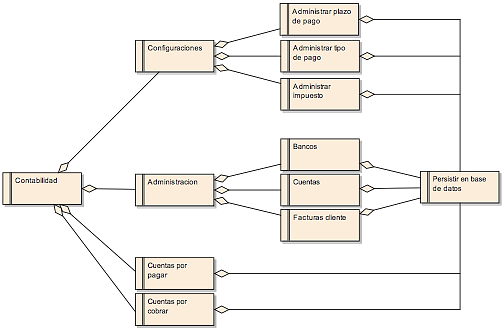 Administrar plazo
de pago
Configuraciones
Administrar tipo
de pago
Administrar
impuesto
Bancos
Contabilidad
Administracion
Cuentas
Persistir en base
de datos
Facturas cliente
Cuentas por
pagar
Cuentas por
cobrar